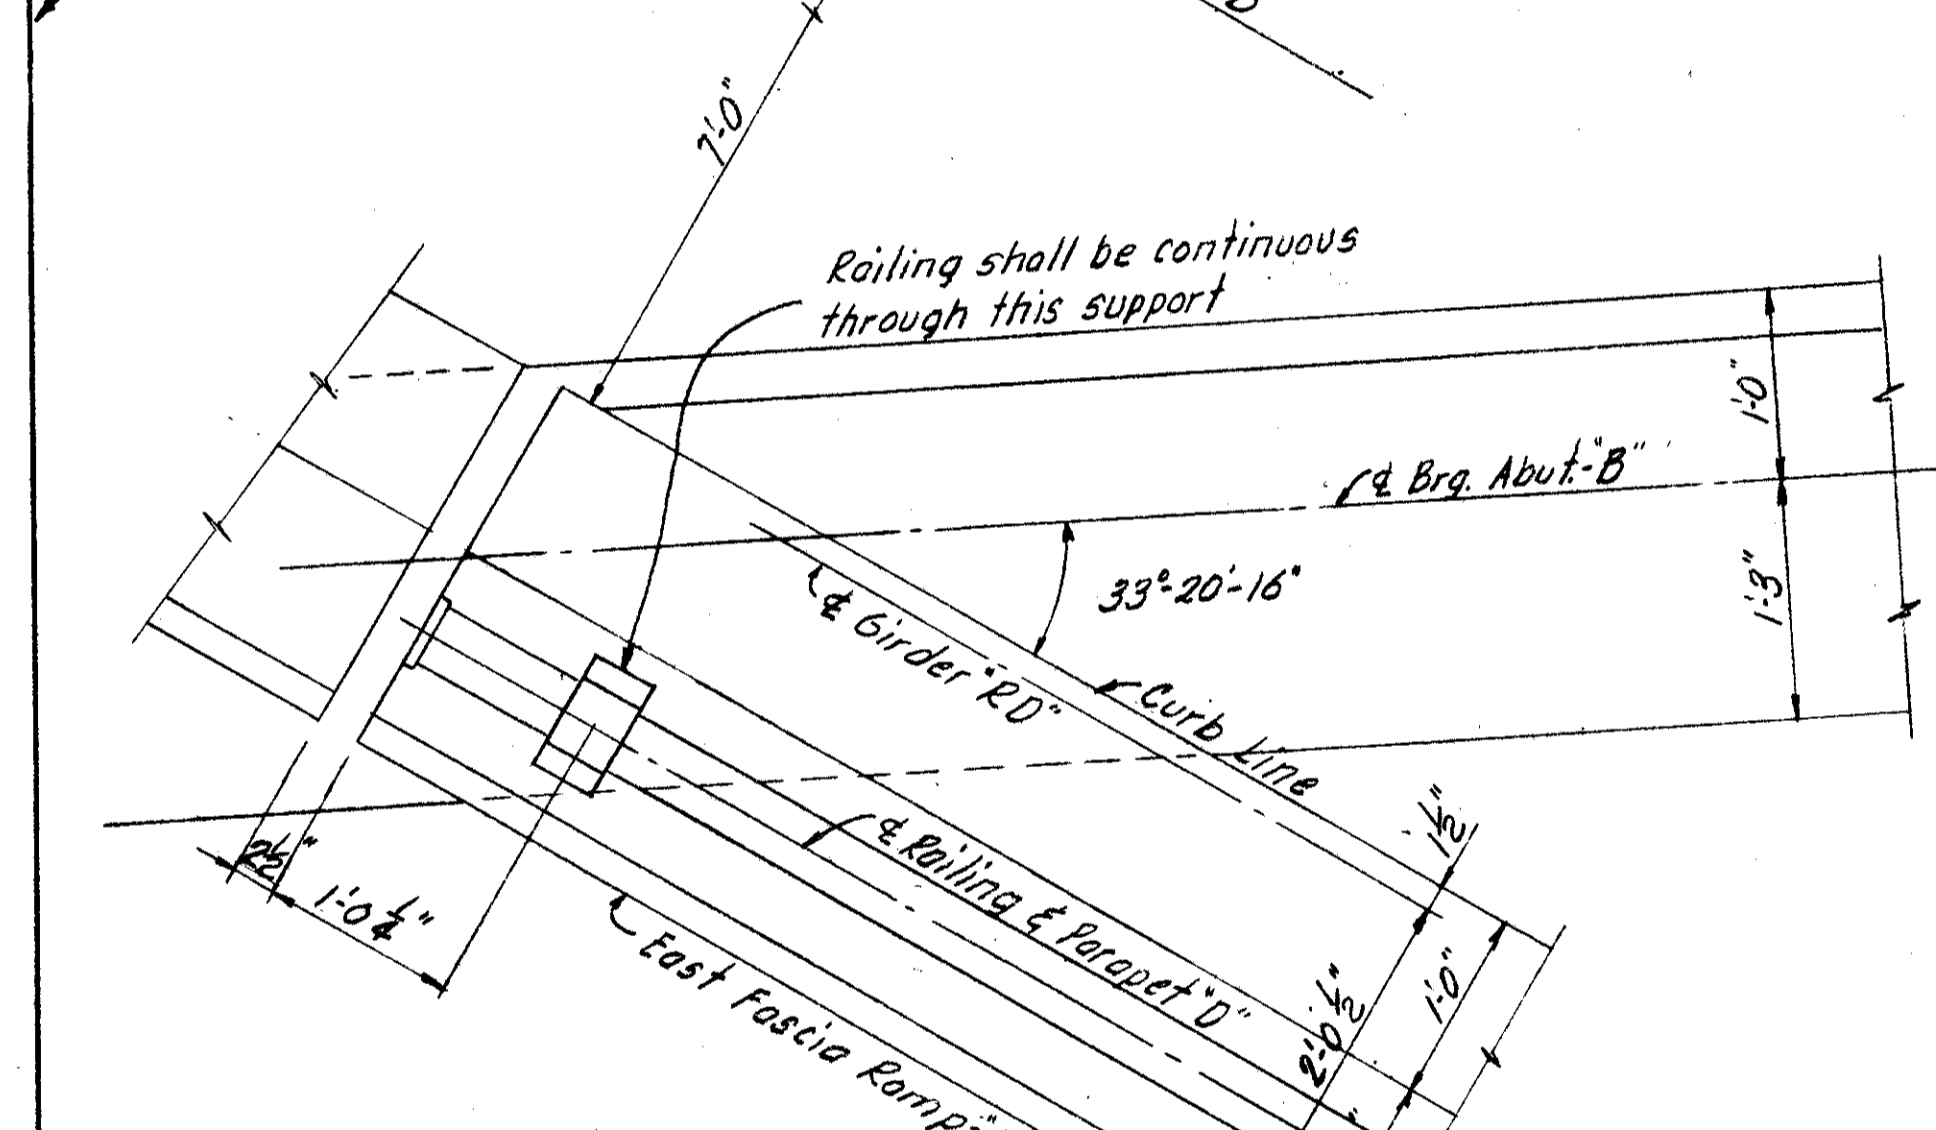 7'-0"
Railing shall be continuous
through this support
1'-0"
℄ Brg. Abut.-"B"
33°-20'-16"
1'-3"
℄ Girder "RD"
Curb Line
1½"
2½"
1'-0¼"
℄ Railing & Parapet "D"
East Fascia Ramp-
2'-0½"
1'-0"